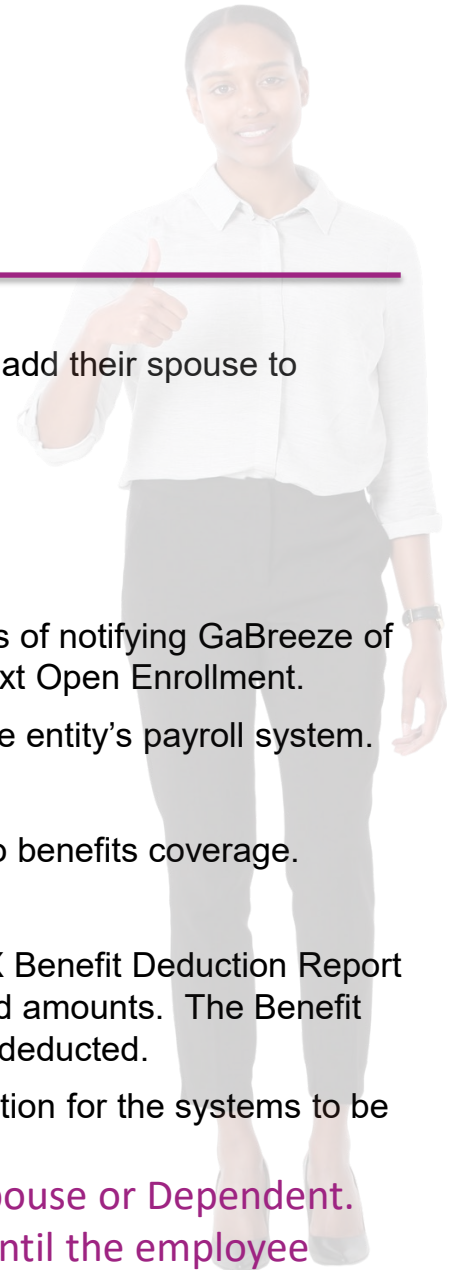 add their spouse to
s of notifying GaBreeze of
xt Open Enrollment.
e entity’s payroll system.
o benefits coverage.
X Benefit Deduction Report
d amounts.  The Benefit
deducted.
tion for the systems to be
pouse or Dependent.
ntil the employee